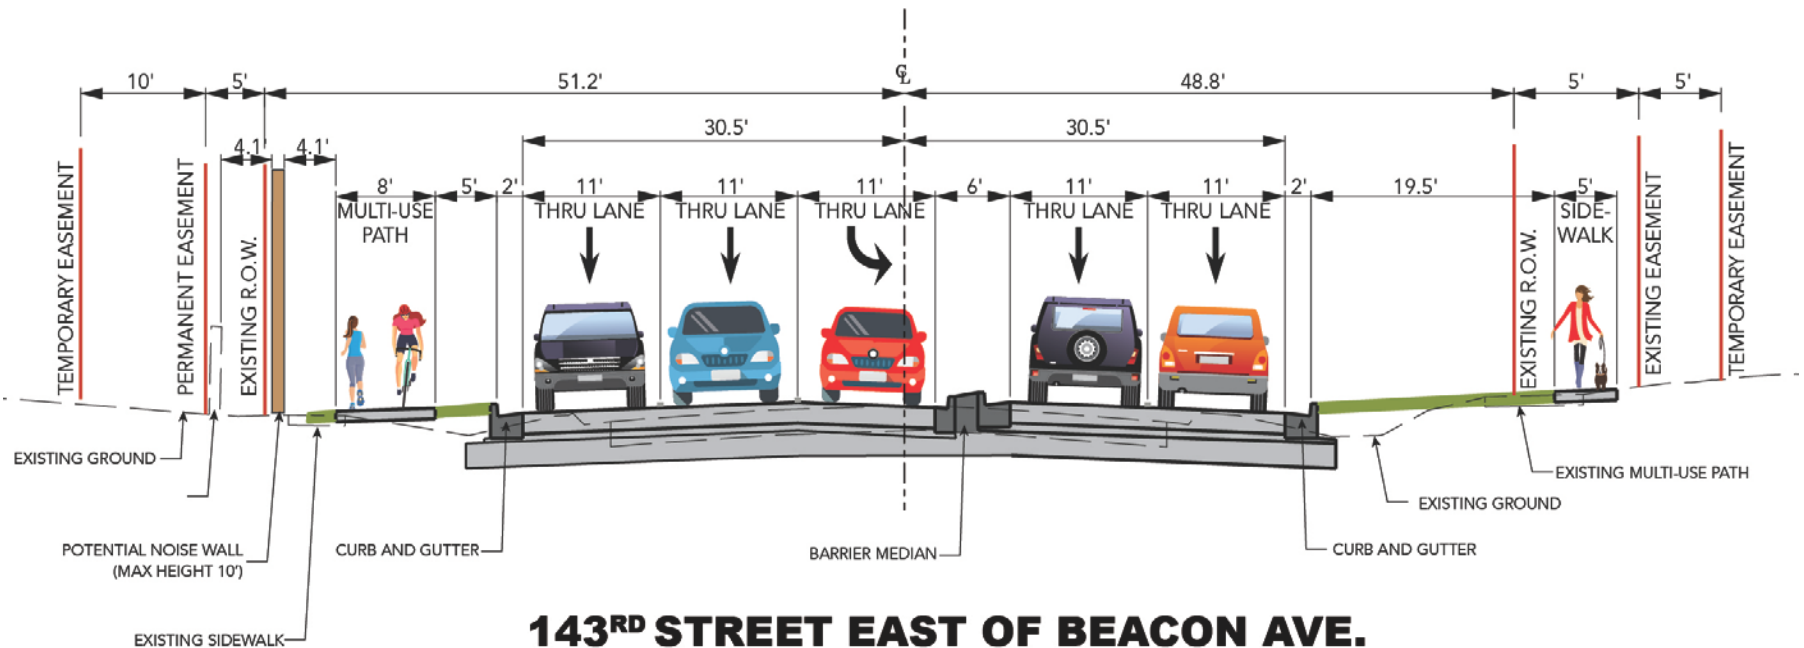 ℄
10'
5'
51.2'
48.8'
5'
5'
30.5'
30.5'
4.1'
4.1'
8'
5'
2'
11'
11'
11'
6'
11'
11'
2'
19.5'
5'
TEMPORARY EASEMENT
PERMANENT EASEMENT
EXISTING R.O.W.
MULTI-USE
PATH
THRU LANE
THRU LANE
THRU LANE
THRU LANE
THRU LANE
EXISTING R.O.W.
SIDE-
WALK
EXISTING EASEMENT
TEMPORARY EASEMENT
EXISTING GROUND
POTENTIAL NOISE WALL
(MAX HEIGHT 10')
EXISTING SIDEWALK
CURB AND GUTTER
BARRIER MEDIAN
CURB AND GUTTER
EXISTING GROUND
EXISTING MULTI-USE PATH
143RD STREET EAST OF BEACON AVE.